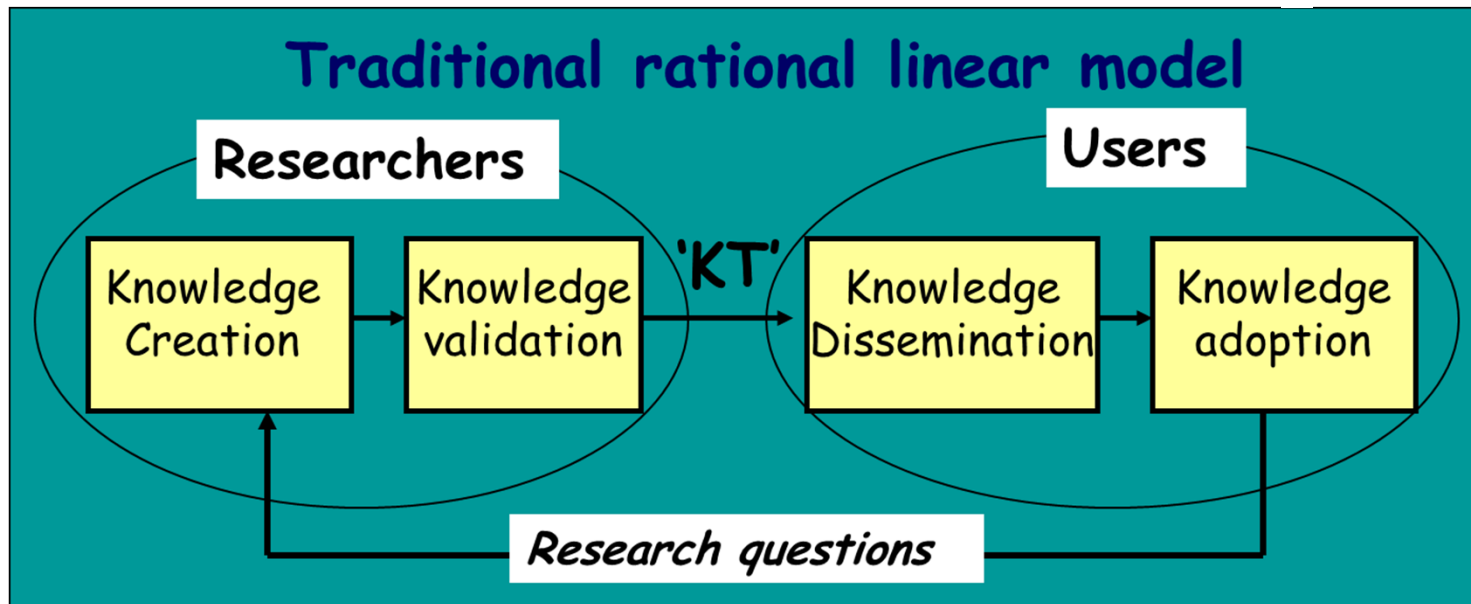 Traditional rational linear model
Researchers
Users
'KT'
Knowledge
Creation
Knowledge
validation
Knowledge
Dissemination
Knowledge
adoption
Research questions